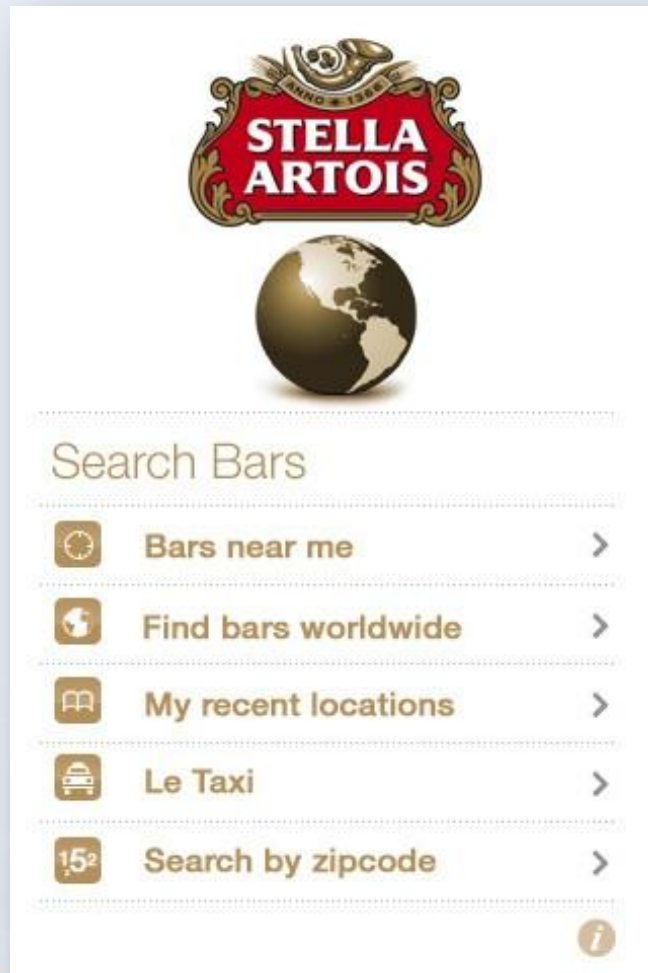 ANNO 1366
STELLA
ARTOIS
Search Bars
Bars near me
Find bars worldwide
My recent locations
Le Taxi
152
Search by zipcode
i